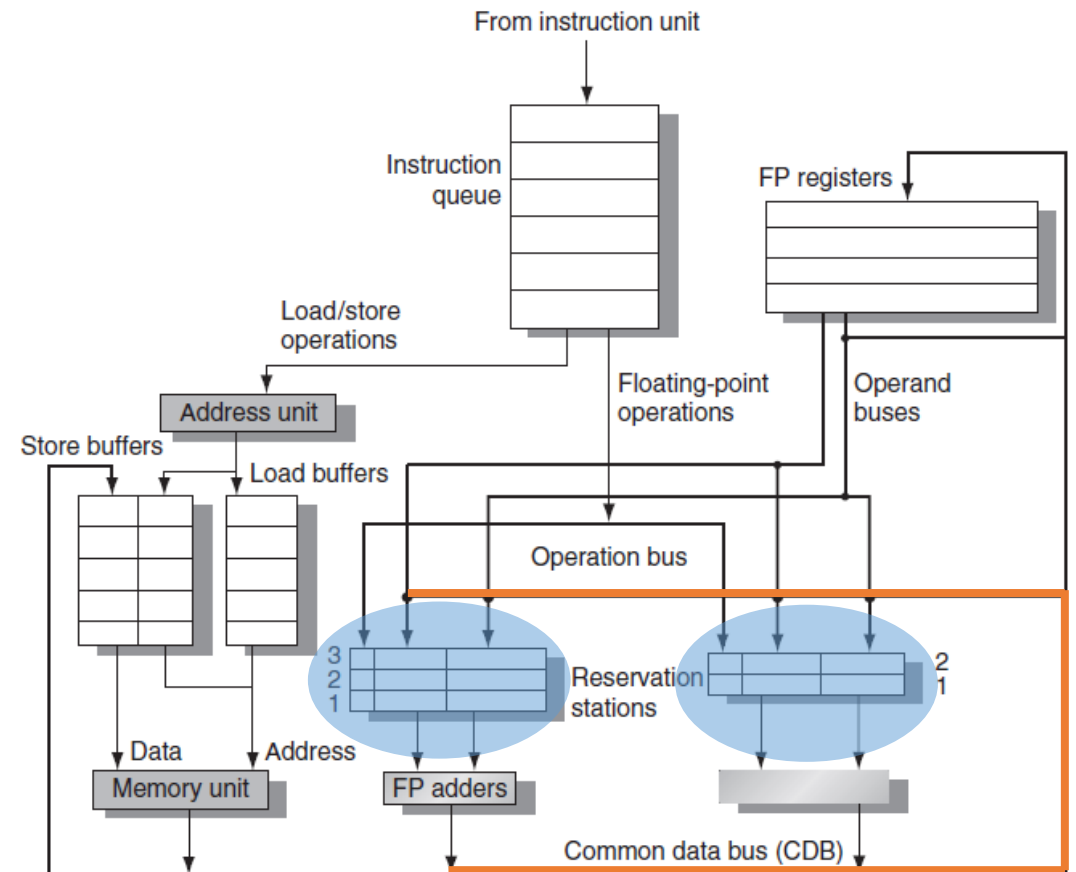 From instruction unit
Instruction
queue
FP registers
Load/store
operations
Floating-point
operations
Operand
buses
Address unit
Store buffers
Load buffers
Operation bus
3
2
1
Reservation
stations
2
1
Data
Address
Memory unit
FP adders
Common data bus (CDB)